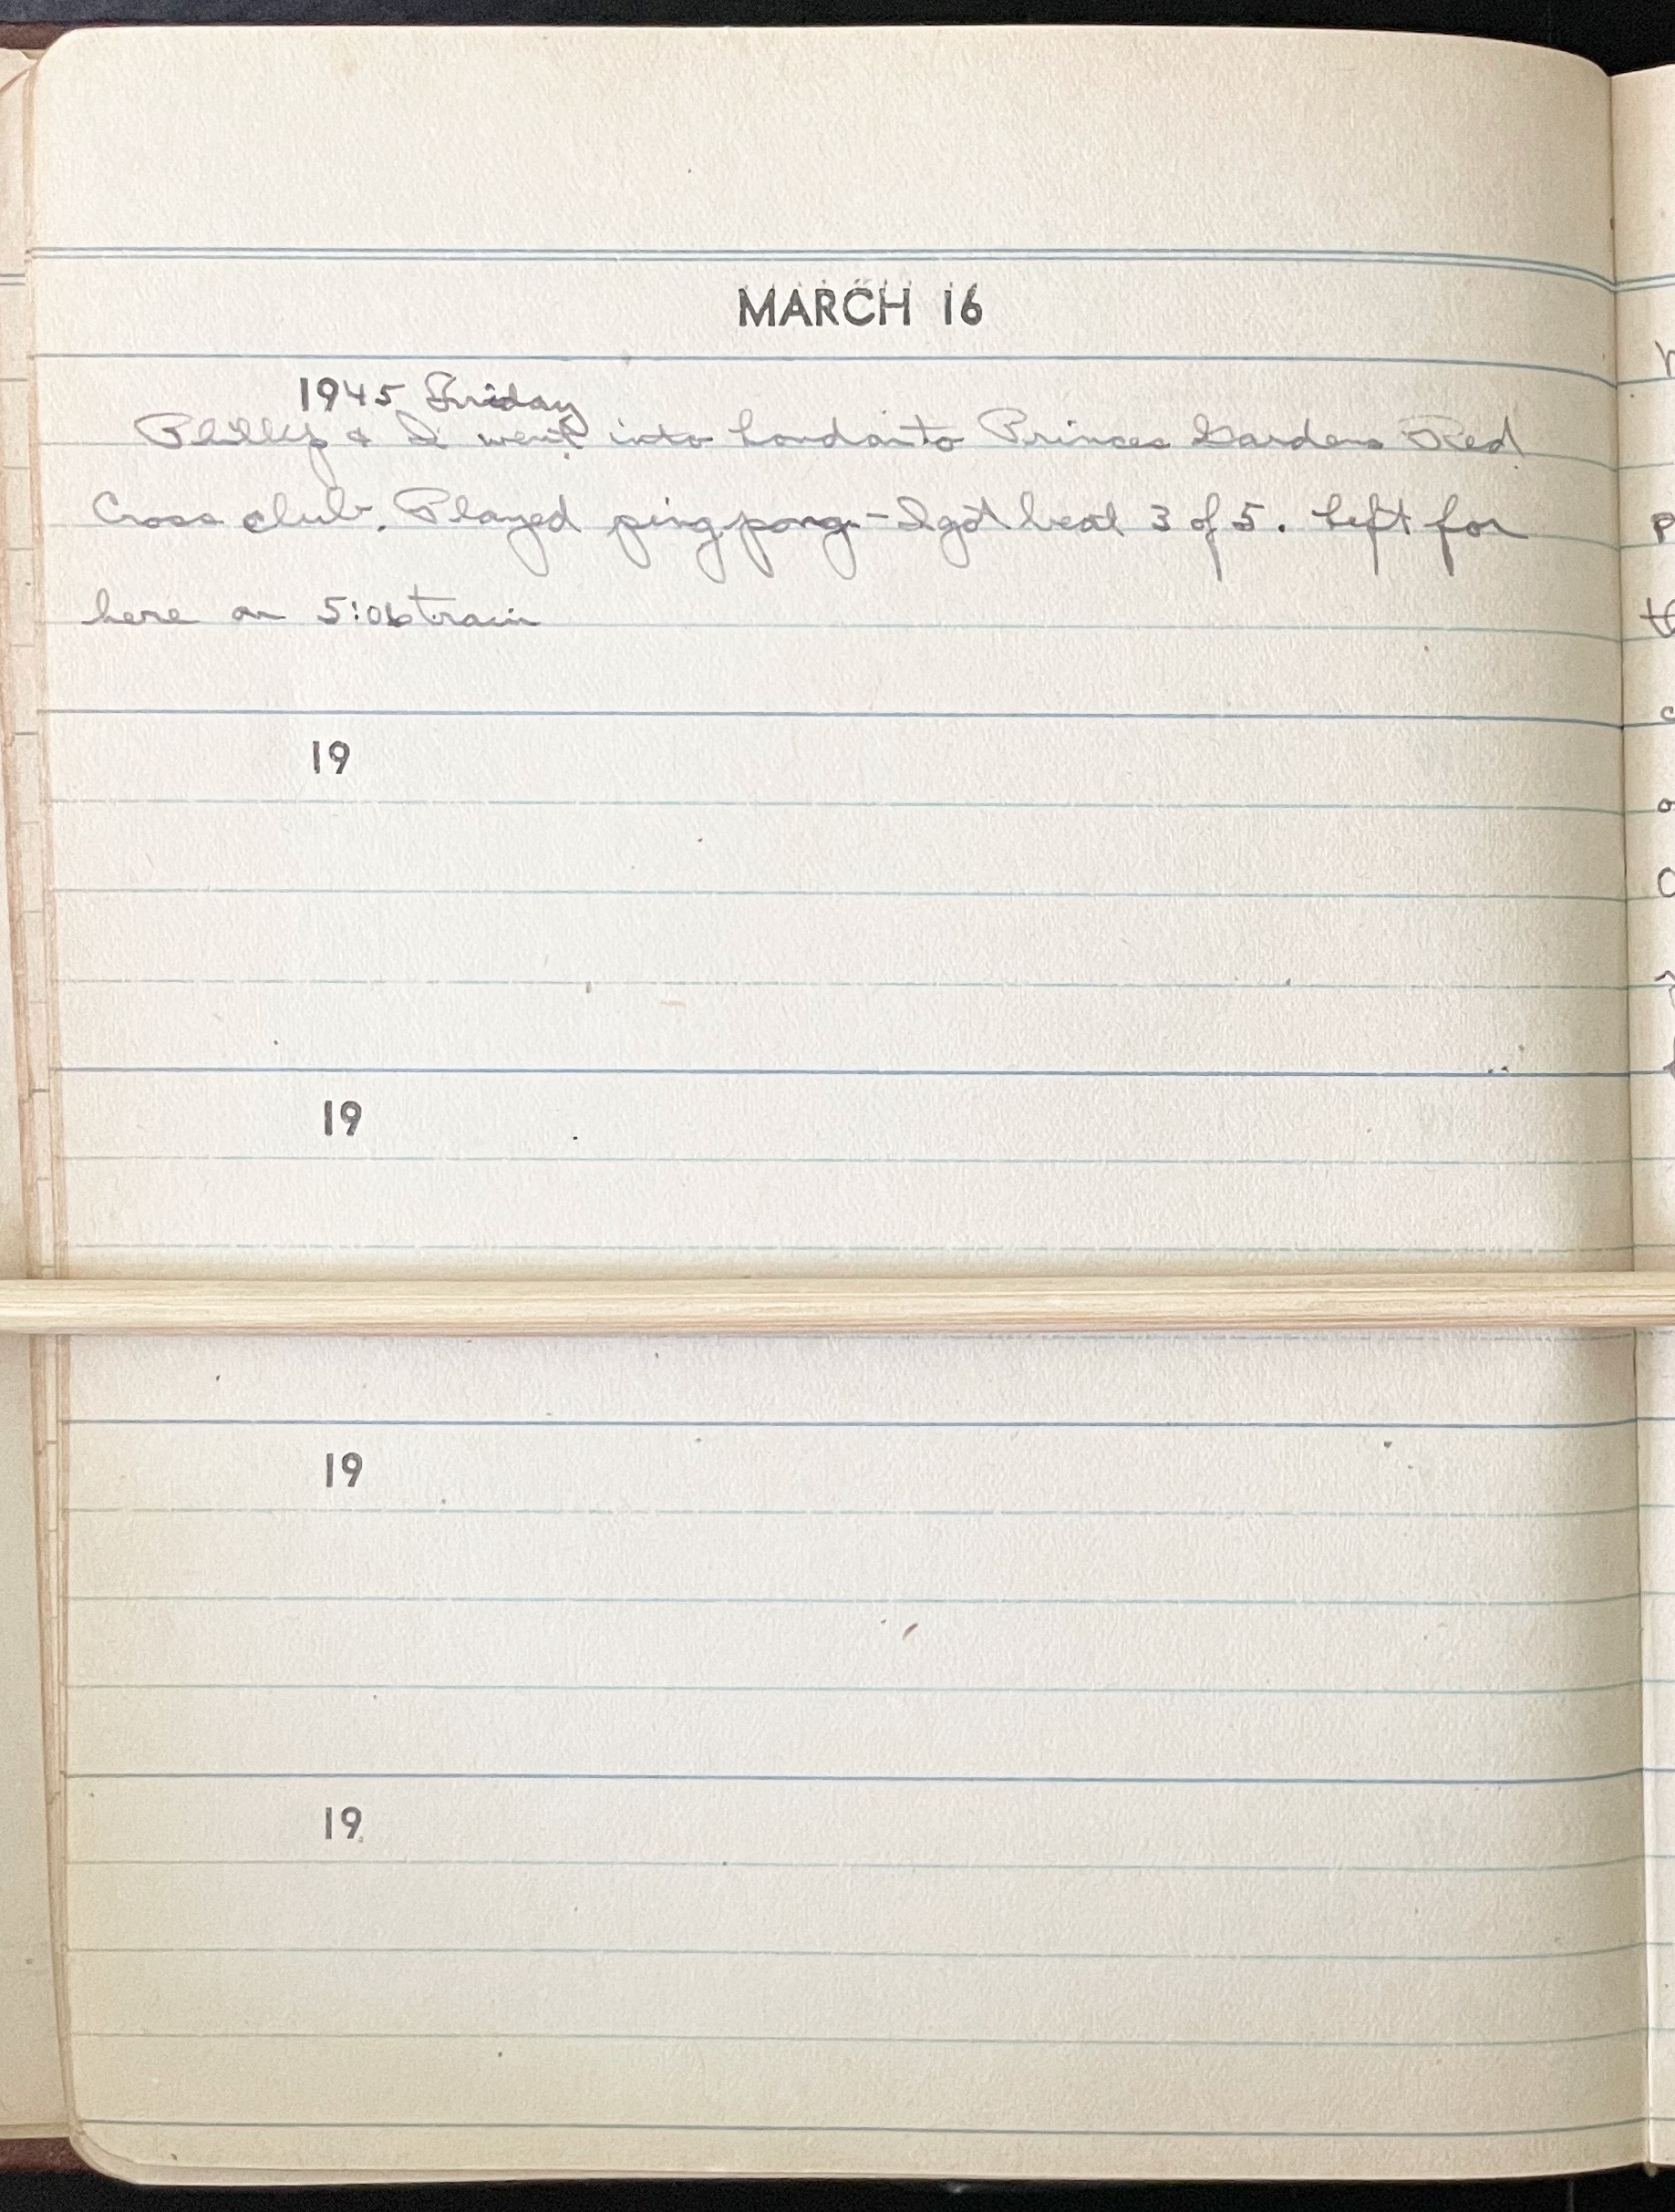 MARCH 16
1945 Friday
Philly & I went into London to Princes Gardens Red
Cross club. Played ping pong - I got beat 3 of 5. Left for
here on 5:06 train
19
19
19
19